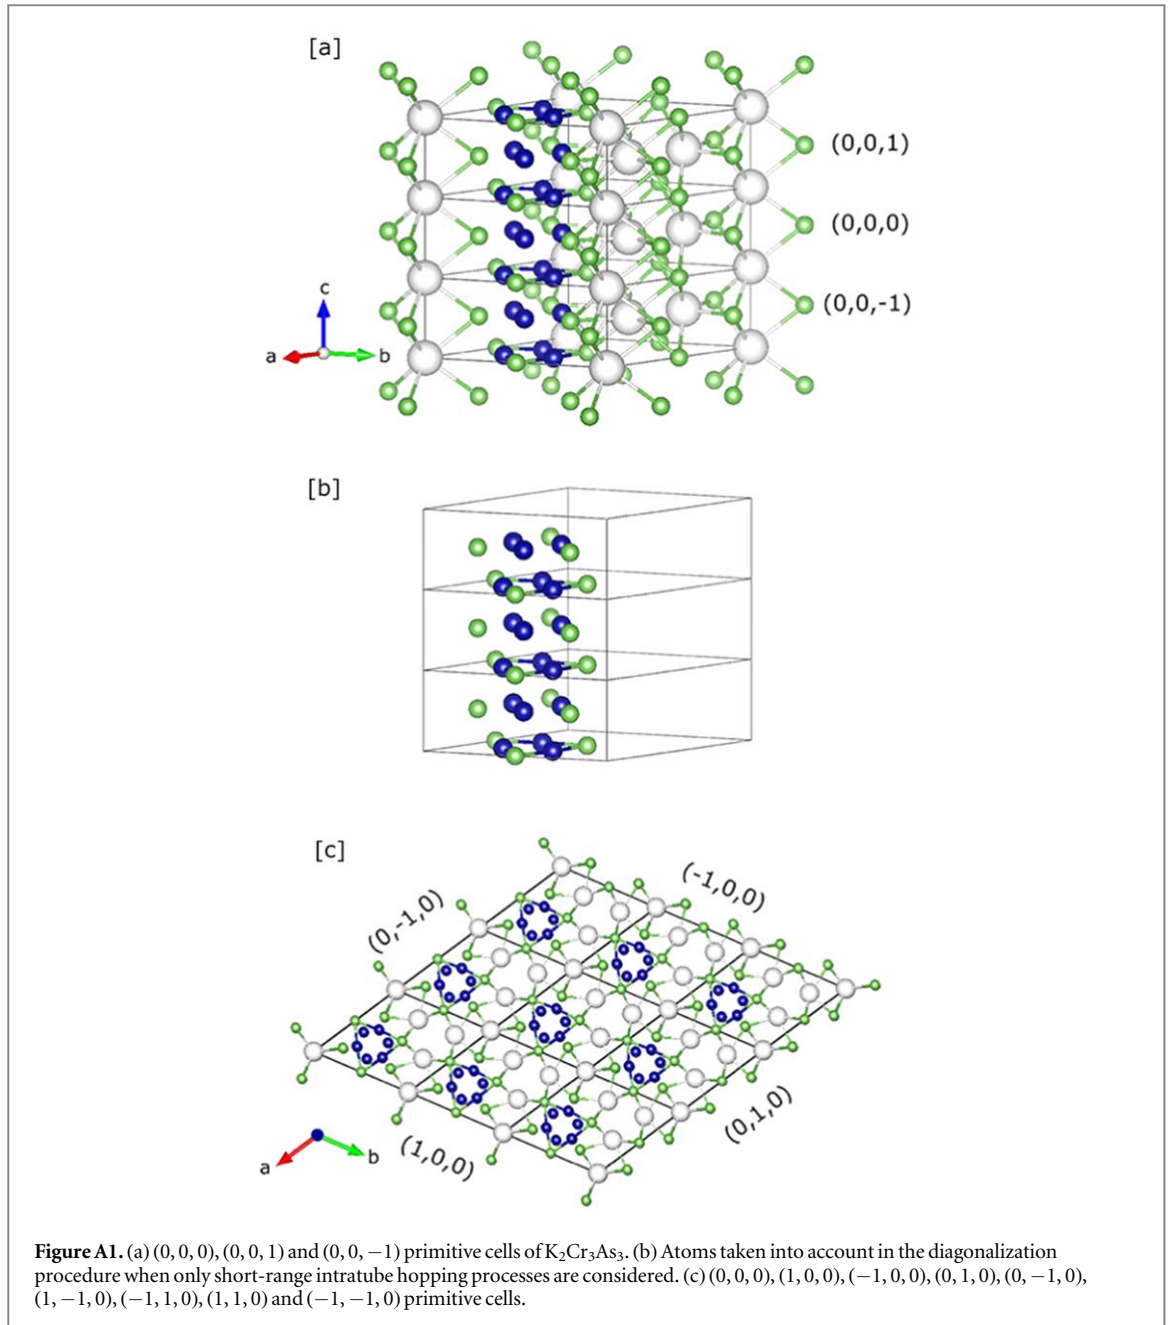 [a]
(0,0,1)
(0,0,0)
(0,0,-1)
c
a
b
[b]
[c]
(-1,0,0)
(0,-1,0)
(0,1,0)
(1,0,0)
a
b
Figure A1. (a) (0, 0, 0), (0, 0, 1) and (0, 0, −1) primitive cells of K₂Cr₃As₃. (b) Atoms taken into account in the diagonalization
procedure when only short-range intratube hopping processes are considered. (c) (0, 0, 0), (1, 0, 0), (−1, 0, 0), (0, 1, 0), (0, −1, 0),
(1, −1, 0), (−1, 1, 0), (1, 1, 0) and (−1, −1, 0) primitive cells.